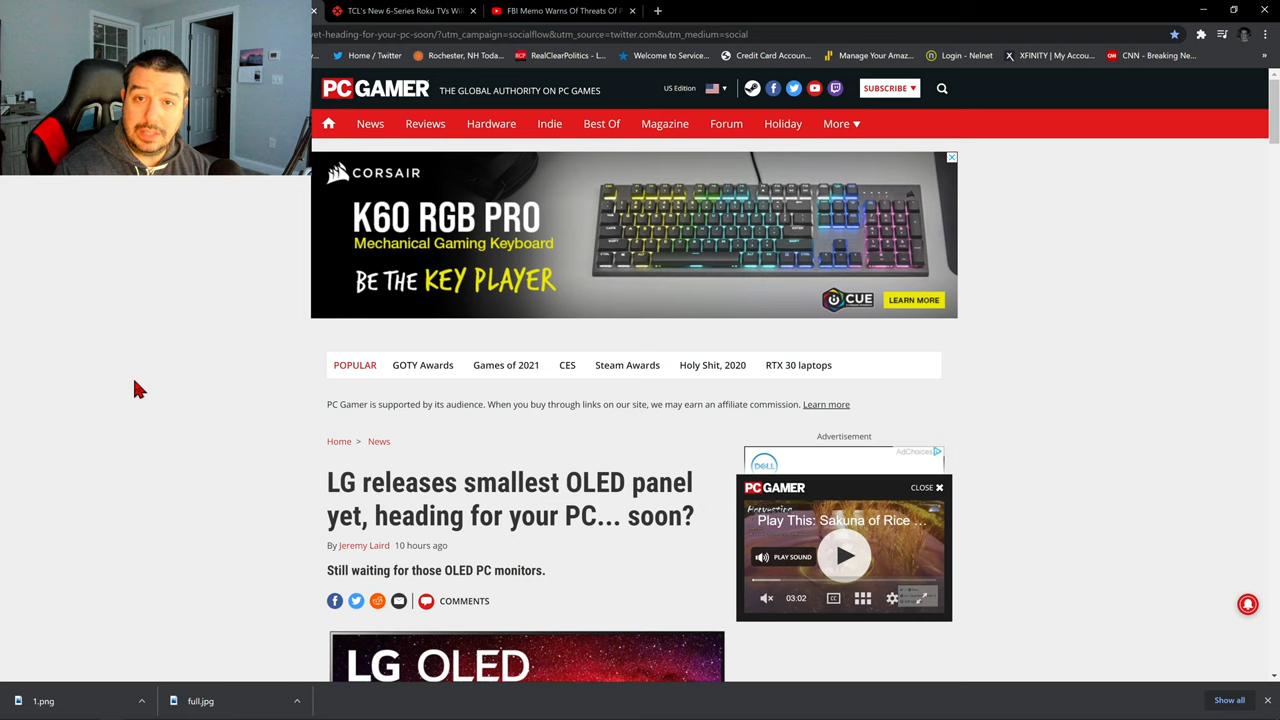 TCL's New 6-Series Roku TVs Wil
FBI Memo Warns Of Threats Of P
yet-heading-for-your-pc-soon/?utm_campaign=socialflow&utm_source=twitter.com&utm_medium=social
Home / Twitter
Rochester, NH Toda...
RCP RealClearPolitics - L...
Welcome to Service...
Credit Card Accoun...
Manage Your Amaz...
Login - Nelnet
XFINITY | My Accou...
CNN - Breaking Ne...
PC GAMER THE GLOBAL AUTHORITY ON PC GAMES
US Edition
SUBSCRIBE
News Reviews Hardware Indie Best Of Magazine Forum Holiday More
CORSAIR
K60 RGB PRO
Mechanical Gaming Keyboard
BE THE KEY PLAYER
iCUE
LEARN MORE
POPULAR GOTY Awards Games of 2021 CES Steam Awards Holy Shit, 2020 RTX 30 laptops
PC Gamer is supported by its audience. When you buy through links on our site, we may earn an affiliate commission. Learn more
Home > News
Advertisement
AdChoices
DELL
LG releases smallest OLED panel
yet, heading for your PC... soon?
By Jeremy Laird 10 hours ago
Still waiting for those OLED PC monitors.
COMMENTS
PC GAMER
CLOSE
Harvesting
Play This: Sakuna of Rice ...
PLAY SOUND
03:02
CC
LG OLED
1.png
full.jpg
Show all